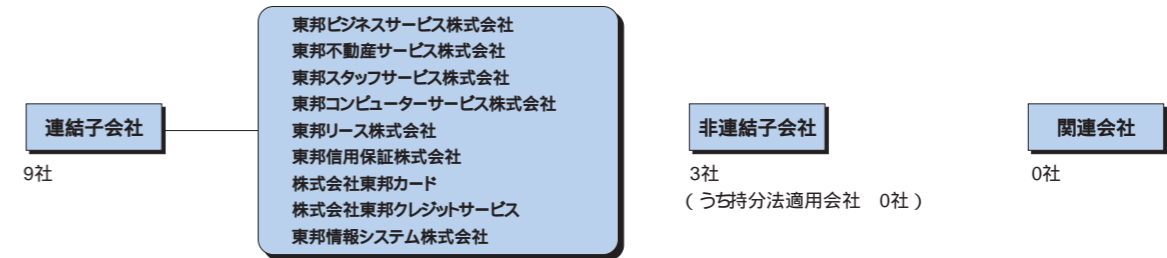 連結子会社
9社
東邦ビジネスサービス株式会社
東邦不動産サービス株式会社
東邦スタッフサービス株式会社
東邦コンピューターサービス株式会社
東邦リース株式会社
東邦信用保証株式会社
株式会社東邦カード
株式会社東邦クレジットサービス
東邦情報システム株式会社
非連結子会社
3社
（うち持分法適用会社　0社）
関連会社
0社